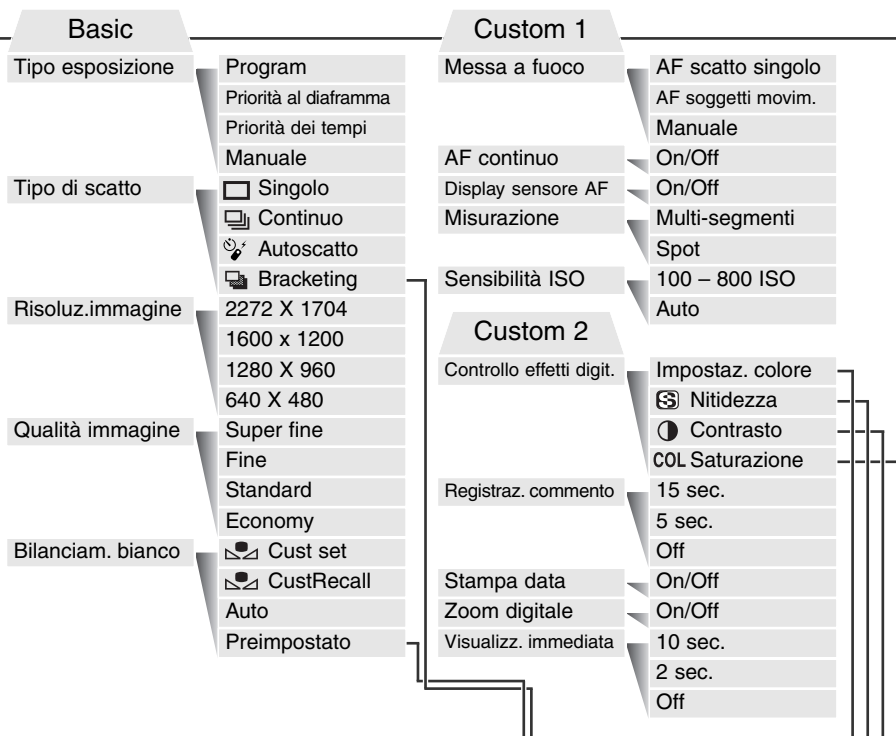 Basic
Tipo esposizione
Program
Priorità al diaframma
Priorità dei tempi
Manuale
Tipo di scatto
Singolo
Continuo
Autoscatto
Bracketing
Risoluz.immagine
2272 X 1704
1600 x 1200
1280 X 960
640 X 480
Qualità immagine
Super fine
Fine
Standard
Economy
Bilanciam. bianco
Cust set
CustRecall
Auto
Preimpostato
Custom 1
Messa a fuoco
AF scatto singolo
AF soggetti movim.
Manuale
AF continuo
On/Off
Display sensore AF
On/Off
Misurazione
Multi-segmenti
Spot
Sensibilità ISO
100 – 800 ISO
Auto
Custom 2
Controllo effetti digit.
Impostaz. colore
S Nitidezza
Contrasto
COL Saturazione
Registraz. commento
15 sec.
5 sec.
Off
Stampa data
On/Off
Zoom digitale
On/Off
Visualizz. immediata
10 sec.
2 sec.
Off